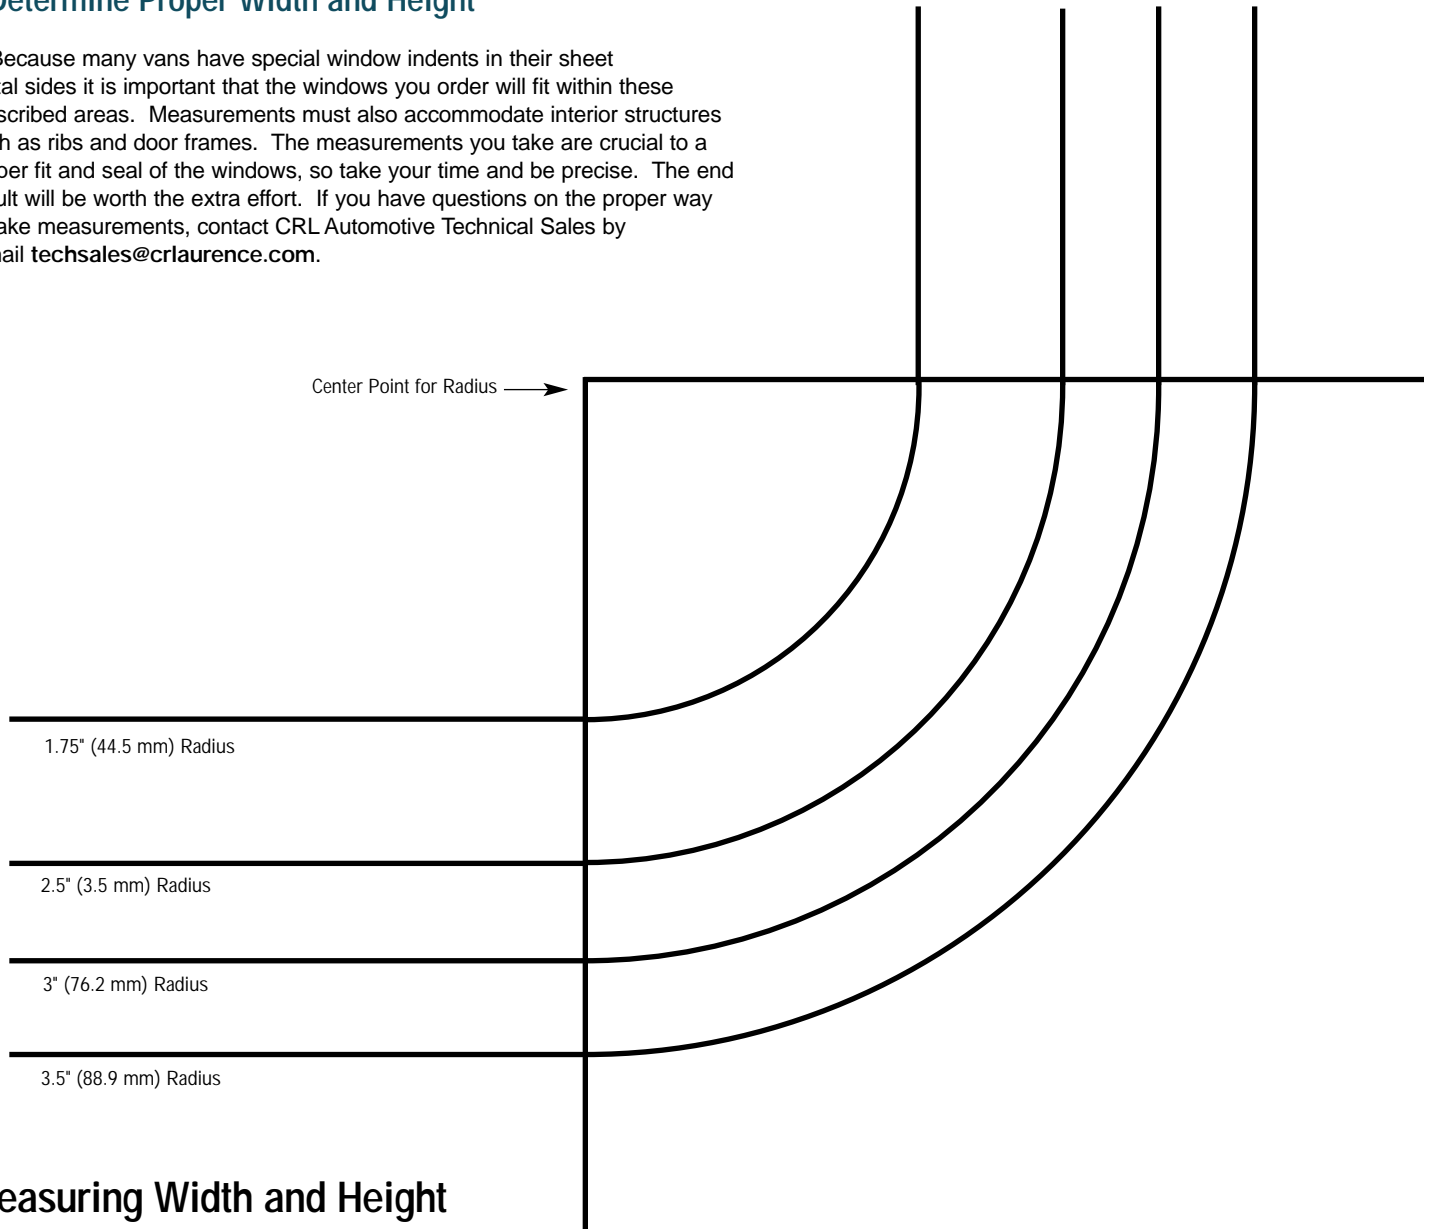 Determine Proper Width and Height
Because many vans have special window indents in their sheet
tal sides it is important that the windows you order will fit within these
scribed areas.  Measurements must also accommodate interior structures
h as ribs and door frames.  The measurements you take are crucial to a
per fit and seal of the windows, so take your time and be precise.  The end
ult will be worth the extra effort.  If you have questions on the proper way
ake measurements, contact CRL Automotive Technical Sales by
ail techsales@crlaurence.com.
Center Point for Radius
1.75" (44.5 mm) Radius
2.5" (3.5 mm) Radius
3" (76.2 mm) Radius
3.5" (88.9 mm) Radius
easuring Width and Height